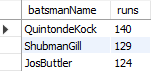 batsmanName runs
QuintondeKock 140
ShubmanGill 129
JosButtler 124